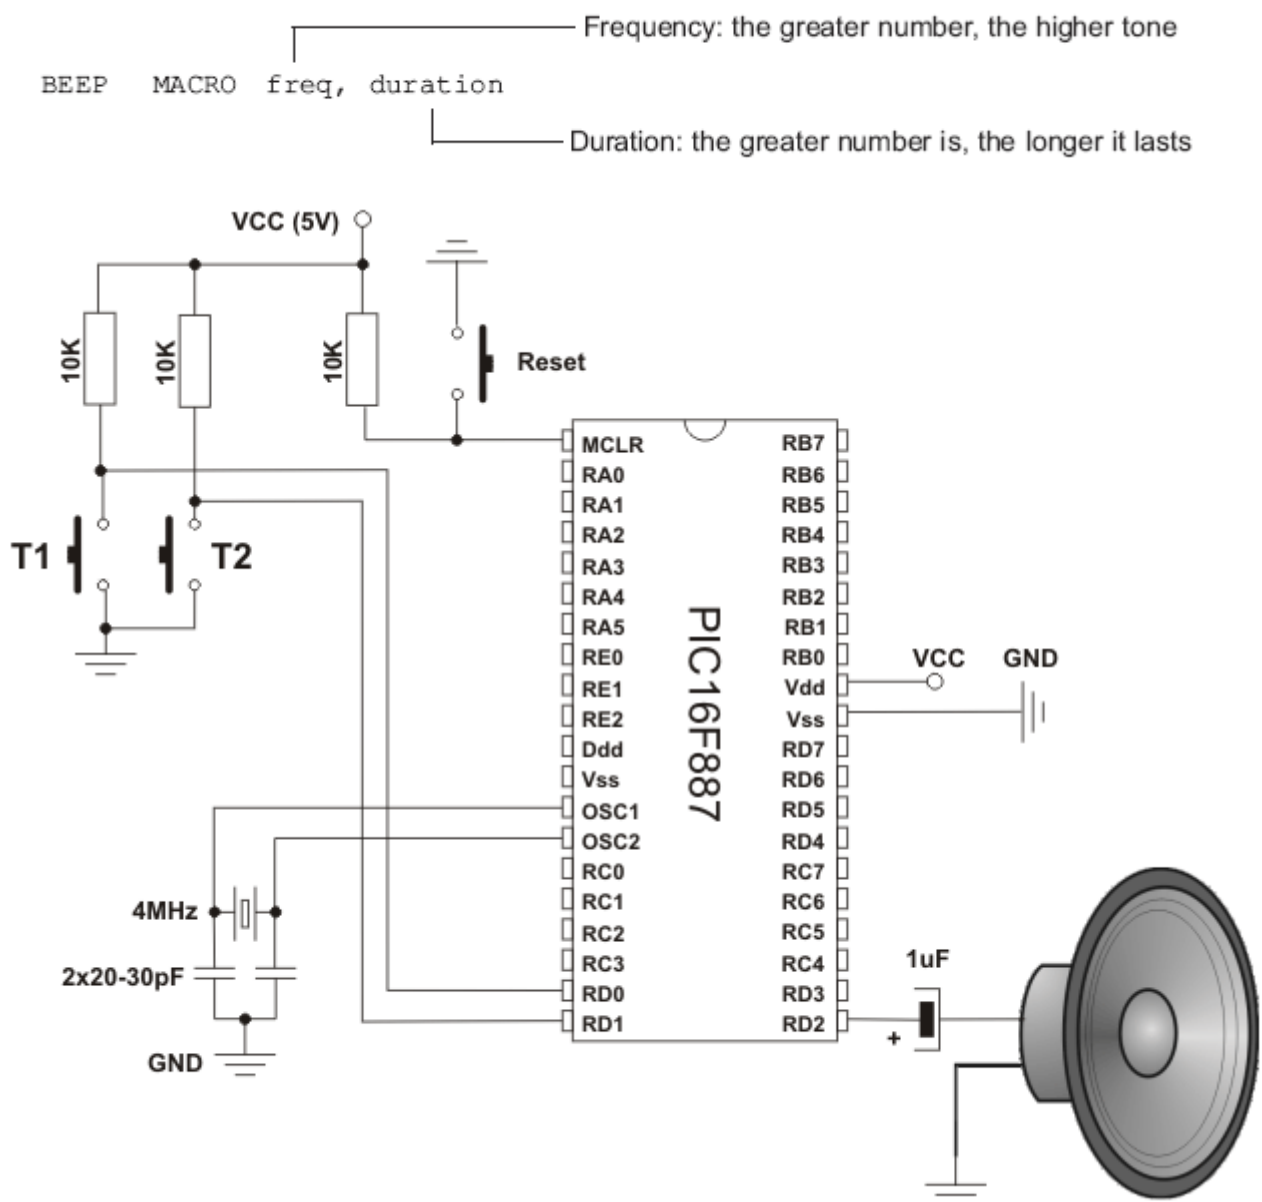 Frequency: the greater number, the higher tone
BEEP MACRO freq, duration
Duration: the greater number is, the longer it lasts
VCC (5V)
10K
10K
10K
Reset
T1
T2
MCLR
RA0
RA1
RA2
RA3
RA4
RA5
RE0
RE1
RE2
Ddd
Vss
OSC1
OSC2
RC0
RC1
RC2
RC3
RD0
RD1
PIC16F887
RB7
RB6
RB5
RB4
RB3
RB2
RB1
RB0
Vdd
Vss
RD7
RD6
RD5
RD4
RC7
RC6
RC5
RC4
RD3
RD2
VCC
GND
4MHz
2x20-30pF
GND
1uF
+